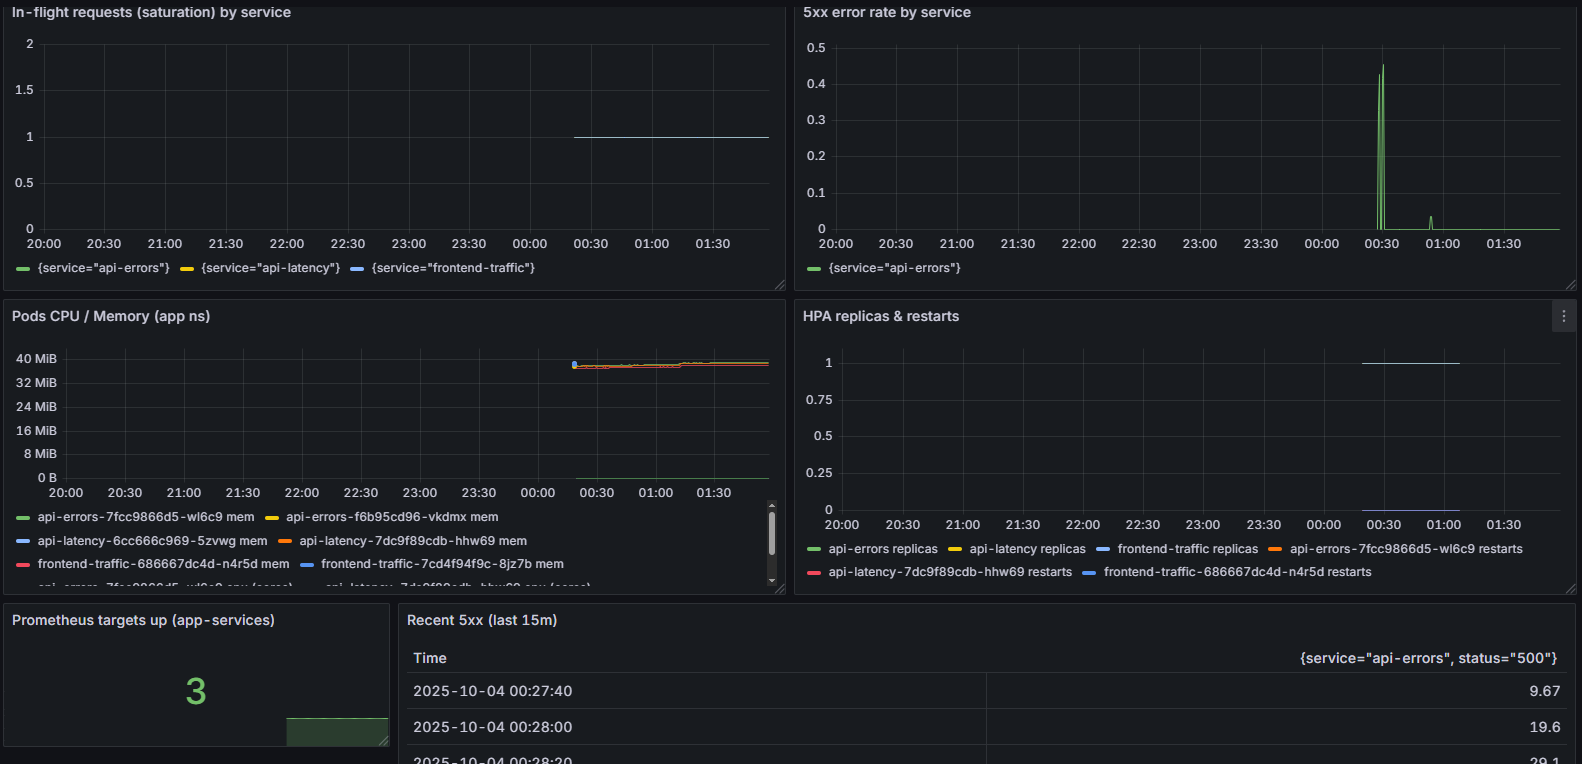 In-flight requests (saturation) by service
2
1.5
1
0.5
0
20:00 20:30 21:00 21:30 22:00 22:30 23:00 23:30 00:00 00:30 01:00 01:30
{service="api-errors"} {service="api-latency"} {service="frontend-traffic"}
5xx error rate by service
0.5
0.4
0.3
0.2
0.1
0
20:00 20:30 21:00 21:30 22:00 22:30 23:00 23:30 00:00 00:30 01:00 01:30
{service="api-errors"}
Pods CPU / Memory (app ns)
40 MiB
32 MiB
24 MiB
16 MiB
8 MiB
0 B
20:00 20:30 21:00 21:30 22:00 22:30 23:00 23:30 00:00 00:30 01:00 01:30
api-errors-7fcc9866d5-wl6c9 mem api-errors-f6b95cd96-vkdmx mem
api-latency-6cc666c969-5zvwg mem api-latency-7dc9f89cdb-hhw69 mem
frontend-traffic-686667dc4d-n4r5d mem frontend-traffic-7cd4f94f9c-8jz7b mem
api-errors-7fcc9866d5-wl6c9 cpu (cores) api-latency-7dc9f89cdb-hhw69 cpu (cores)
HPA replicas & restarts
1
0.75
0.5
0.25
0
20:00 20:30 21:00 21:30 22:00 22:30 23:00 23:30 00:00 00:30 01:00 01:30
api-errors replicas api-latency replicas frontend-traffic replicas api-errors-7fcc9866d5-wl6c9 restarts
api-latency-7dc9f89cdb-hhw69 restarts frontend-traffic-686667dc4d-n4r5d restarts
Prometheus targets up (app-services)
3
Recent 5xx (last 15m)
Time {service="api-errors", status="500"}
2025-10-04 00:27:40 9.67
2025-10-04 00:28:00 19.6
2025-10-04 00:28:20 29.1